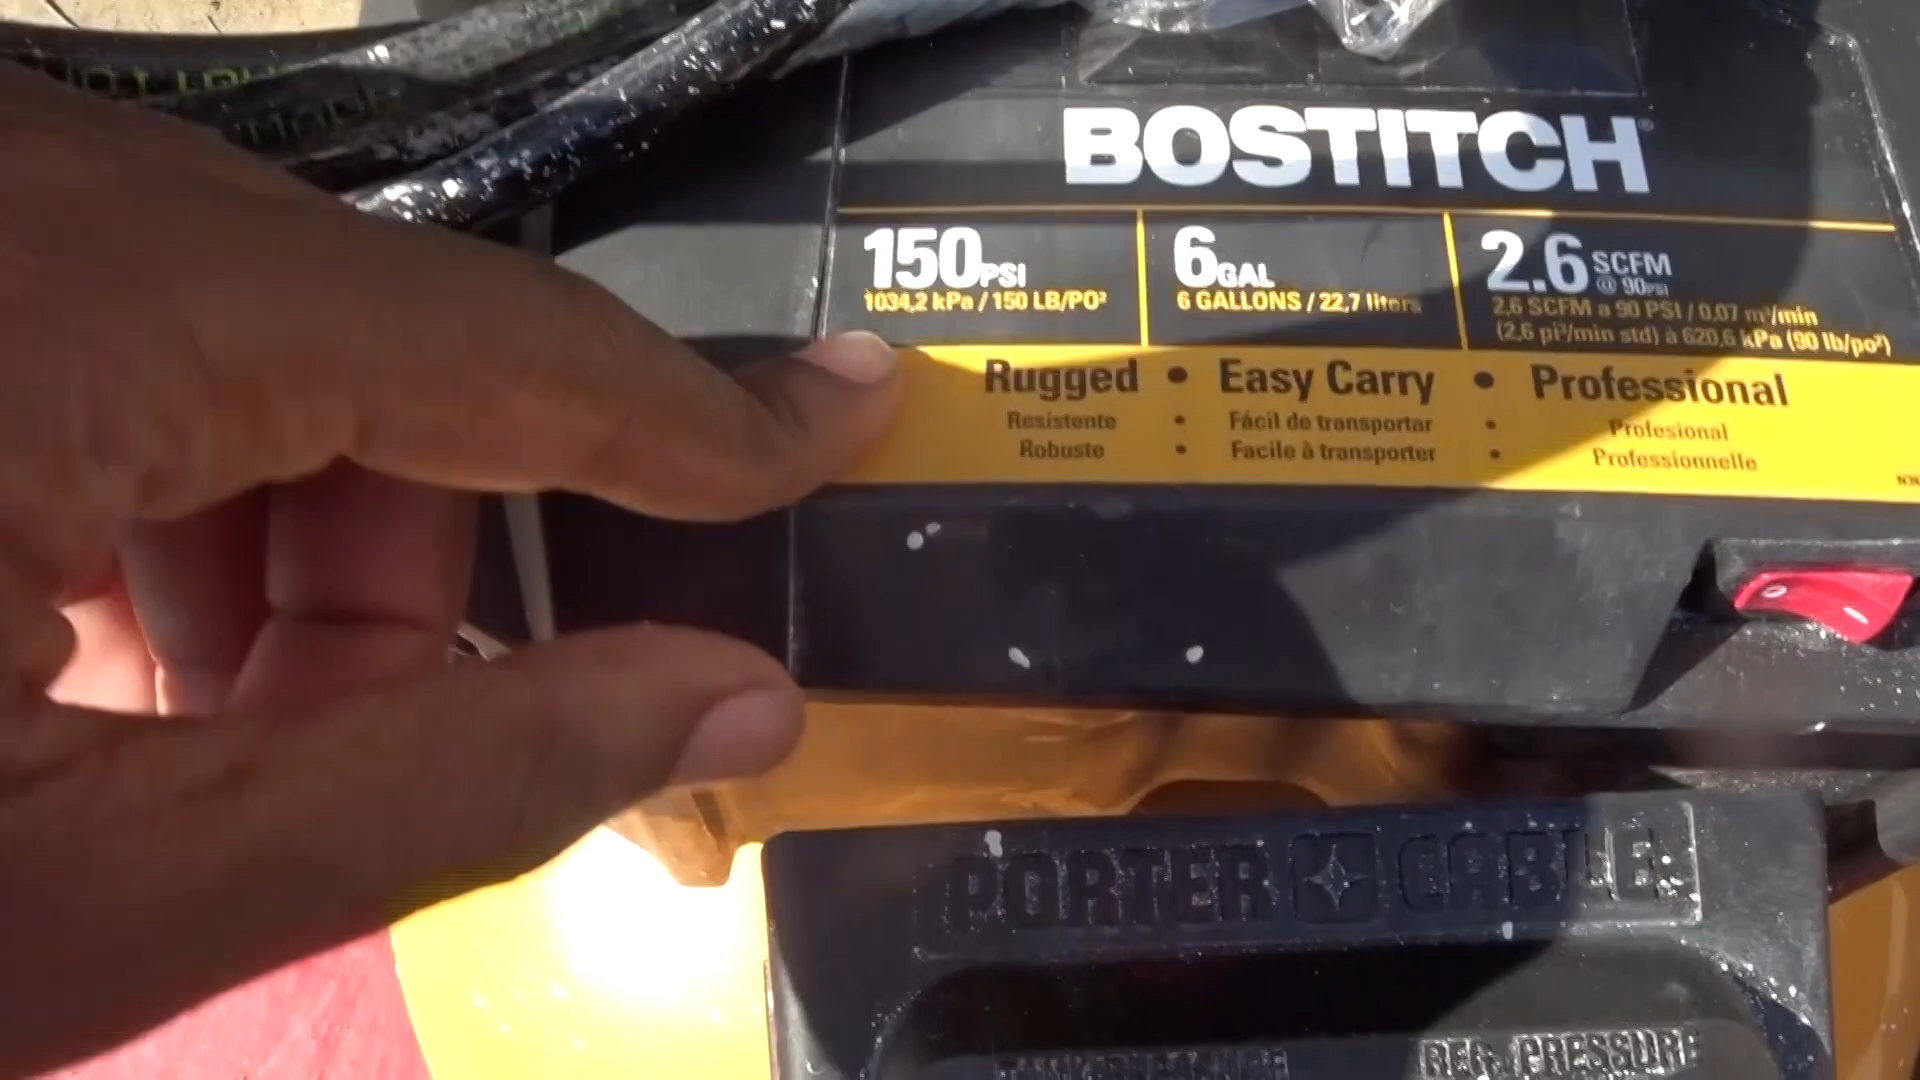 BOSTITCH®
150PSI
1034,2 kPa / 150 LB/PO²
6GAL
6 GALLONS / 22,7 liters
2.6 SCFM @ 90PSI
2,6 SCFM a 90 PSI / 0,07 m³/min
(2,6 pi³/min std) à 620,6 kPa (90 lb/po²)
Rugged • Easy Carry • Professional
Resistente • Fácil de transportar • Profesional
Robuste • Facile à transporter • Professionnelle
PORTER CABLE
REG. PRESSURE